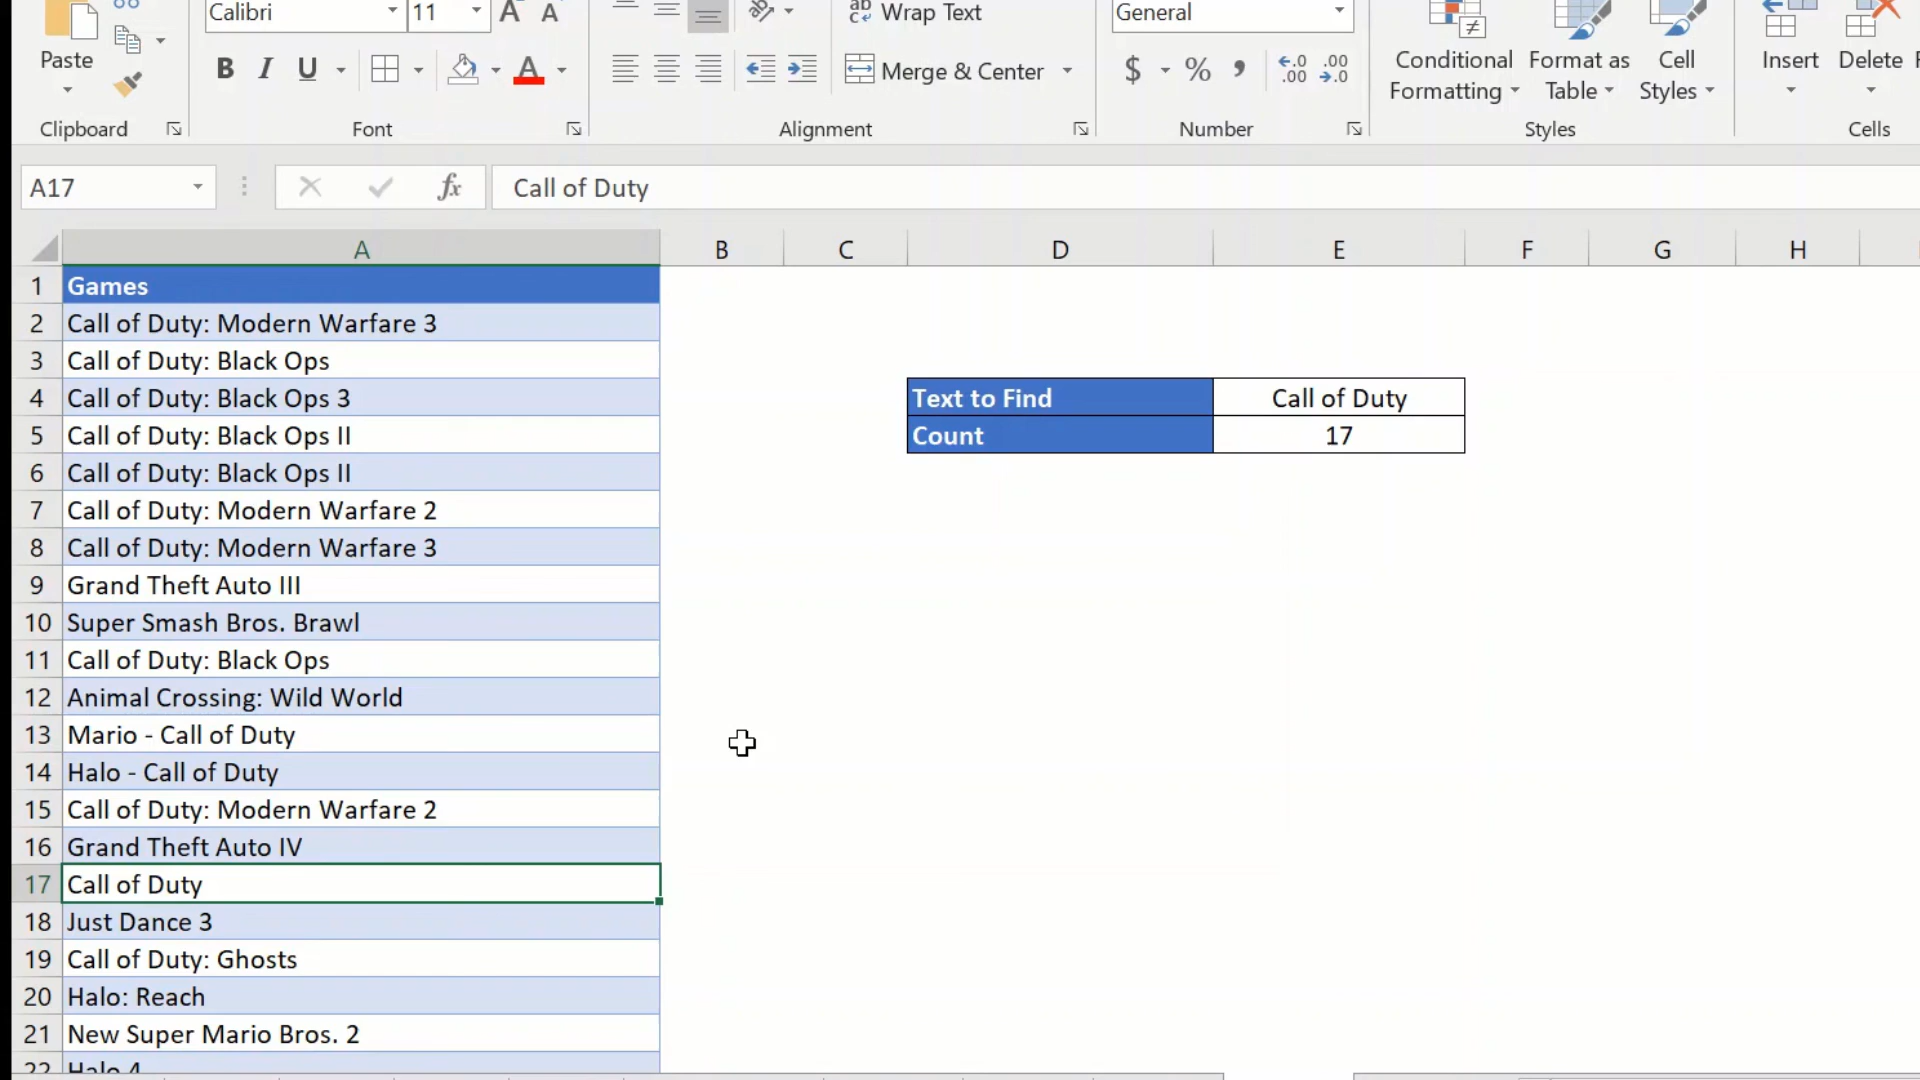 Calibri 11 A A Wrap Text General
Paste B I U A Merge & Center $ % , Conditional Formatting Format as Table Cell Styles Insert Delete
Clipboard Font Alignment Number Styles Cells
A17 fx Call of Duty
A B C D E F G H
1 Games
2 Call of Duty: Modern Warfare 3
3 Call of Duty: Black Ops
4 Call of Duty: Black Ops 3 Text to Find Call of Duty
5 Call of Duty: Black Ops II Count 17
6 Call of Duty: Black Ops II
7 Call of Duty: Modern Warfare 2
8 Call of Duty: Modern Warfare 3
9 Grand Theft Auto III
10 Super Smash Bros. Brawl
11 Call of Duty: Black Ops
12 Animal Crossing: Wild World
13 Mario - Call of Duty
14 Halo - Call of Duty
15 Call of Duty: Modern Warfare 2
16 Grand Theft Auto IV
17 Call of Duty
18 Just Dance 3
19 Call of Duty: Ghosts
20 Halo: Reach
21 New Super Mario Bros. 2
22 Halo 4